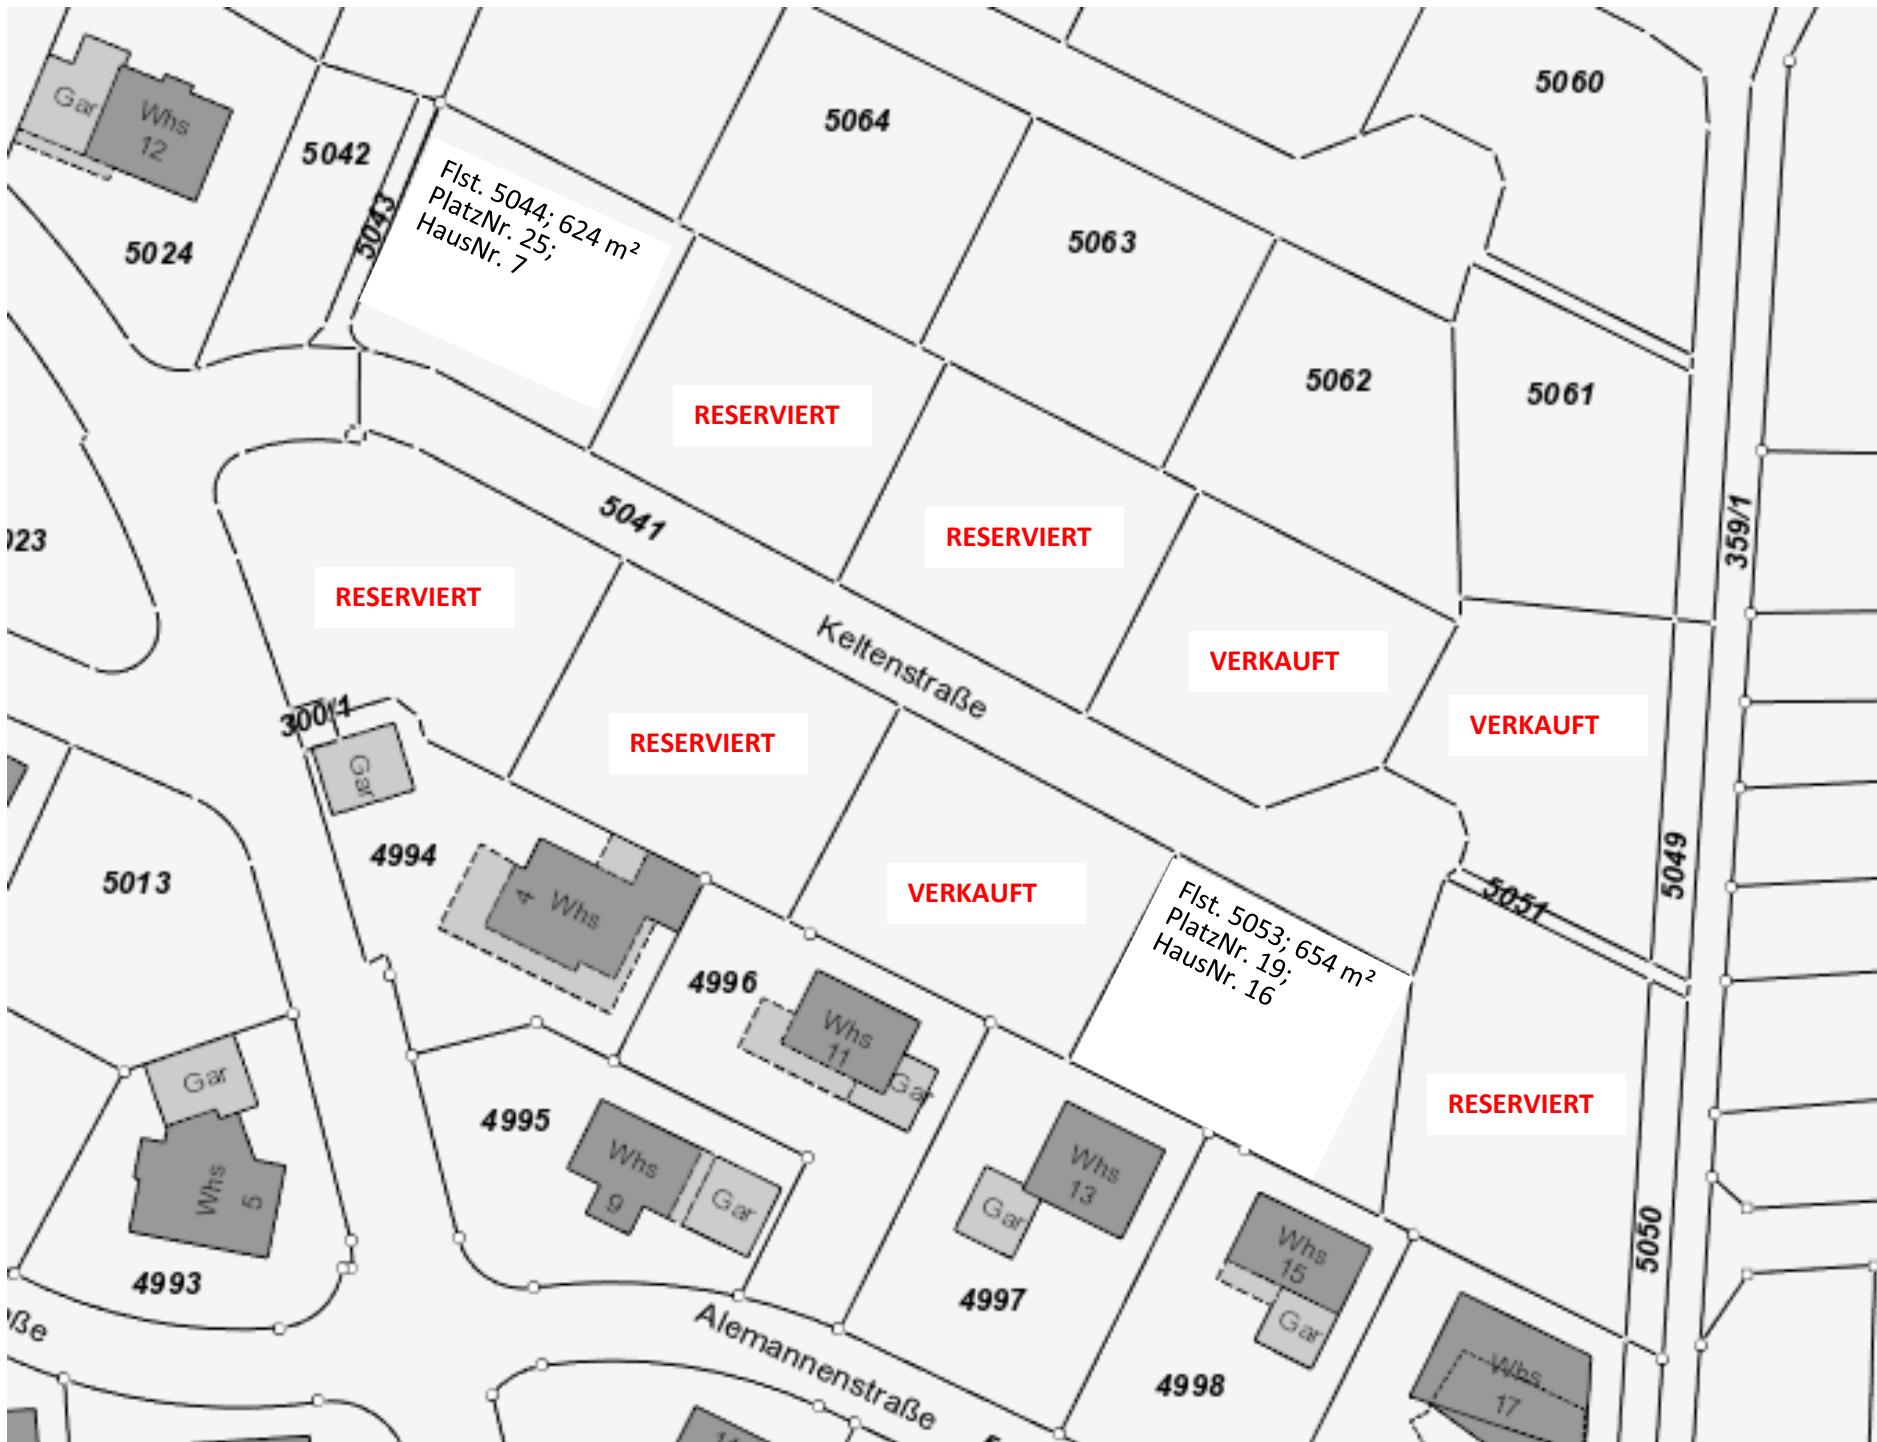 5060
Gar
Whs
12
5064
5042
Flst. 5044; 624 m²
PlatzNr. 25;
HausNr. 7
5043
5024
5063
5062
5061
RESERVIERT
5041
RESERVIERT
359/1
023
RESERVIERT
Keltenstraße
VERKAUFT
VERKAUFT
300/1
RESERVIERT
Gar
4994
5013
5049
VERKAUFT
4
Whs
Flst. 5053; 654 m²
PlatzNr. 19;
HausNr. 16
5051
4996
Whs
11
Gar
Gar
4995
RESERVIERT
Whs
9
Gar
Whs
13
Gar
Whs
5
4993
4997
Whs
15
Gar
5050
aße
Alemannenstraße
4998
Whs
17